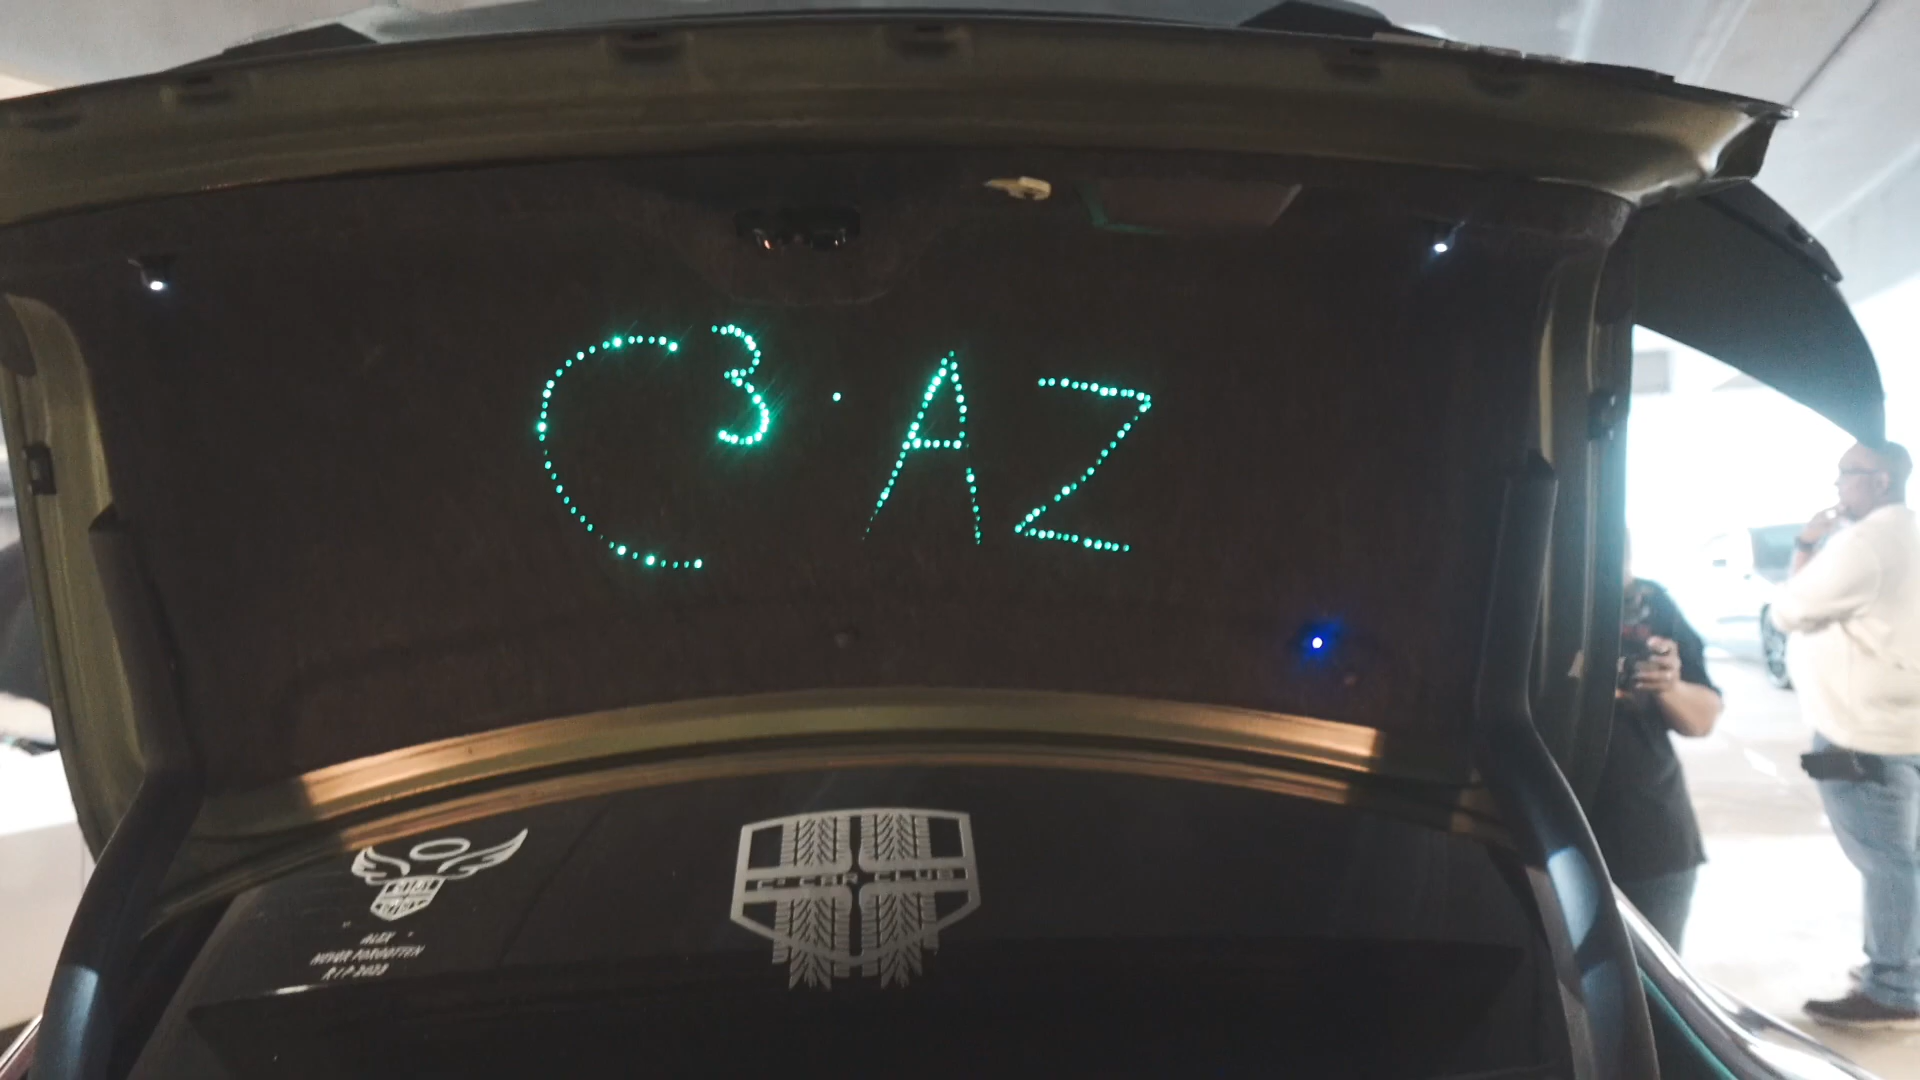 C³ · AZ
C³ CAR CLUB
ALEX
NEVER FORGOTTEN
R I P 2023